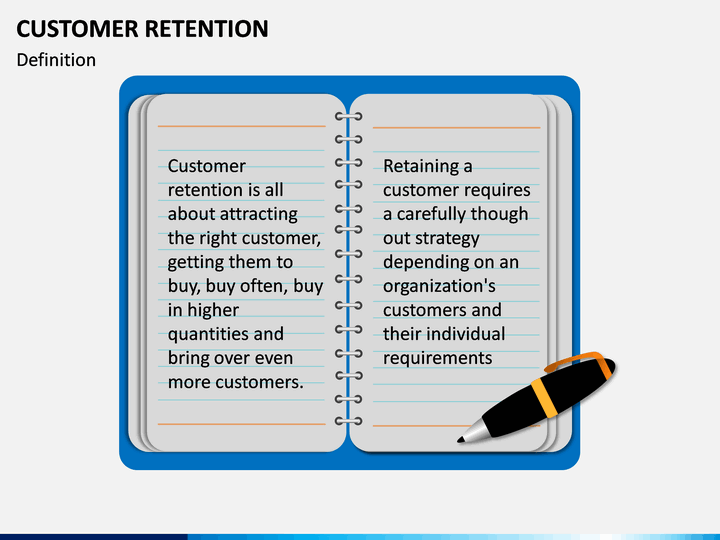 CUSTOMER RETENTION
Definition
Customer
retention is all
about attracting
the right customer,
getting them to
buy, buy often, buy
in higher
quantities and
bring over even
more customers.
Retaining a
customer requires
a carefully though
out strategy
depending on an
organization's
customers and
their individual
requirements